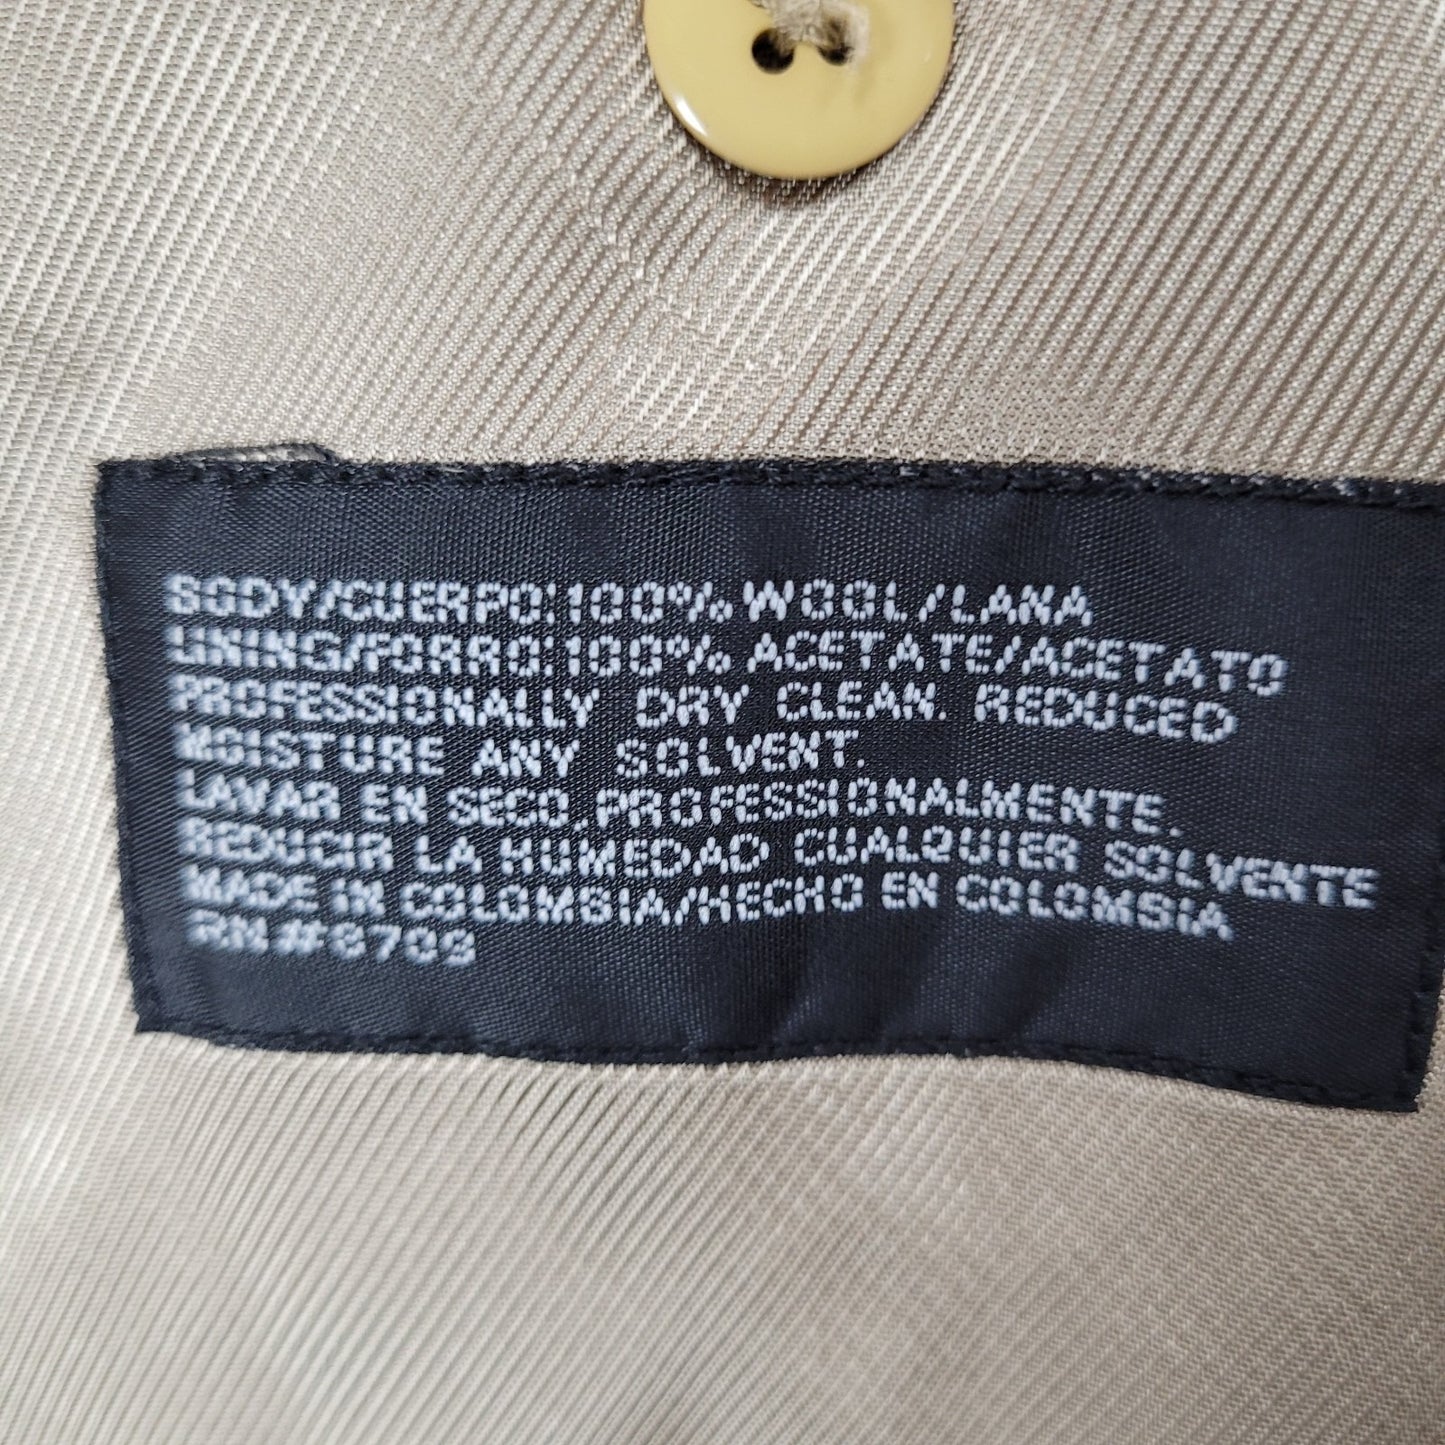 BODY/CUERPO:100% WOOL/LANA
LINING/FORRO:100% ACETATE/ACETATO
PROFESSIONALLY DRY CLEAN. REDUCED
MOISTURE ANY SOLVENT.
LAVAR EN SECO.PROFESSIONALMENTE.
REDUCIR LA HUMEDAD CUALQUIER SOLVENTE
MADE IN COLOMBIA/HECHO EN COLOMBIA
RN#